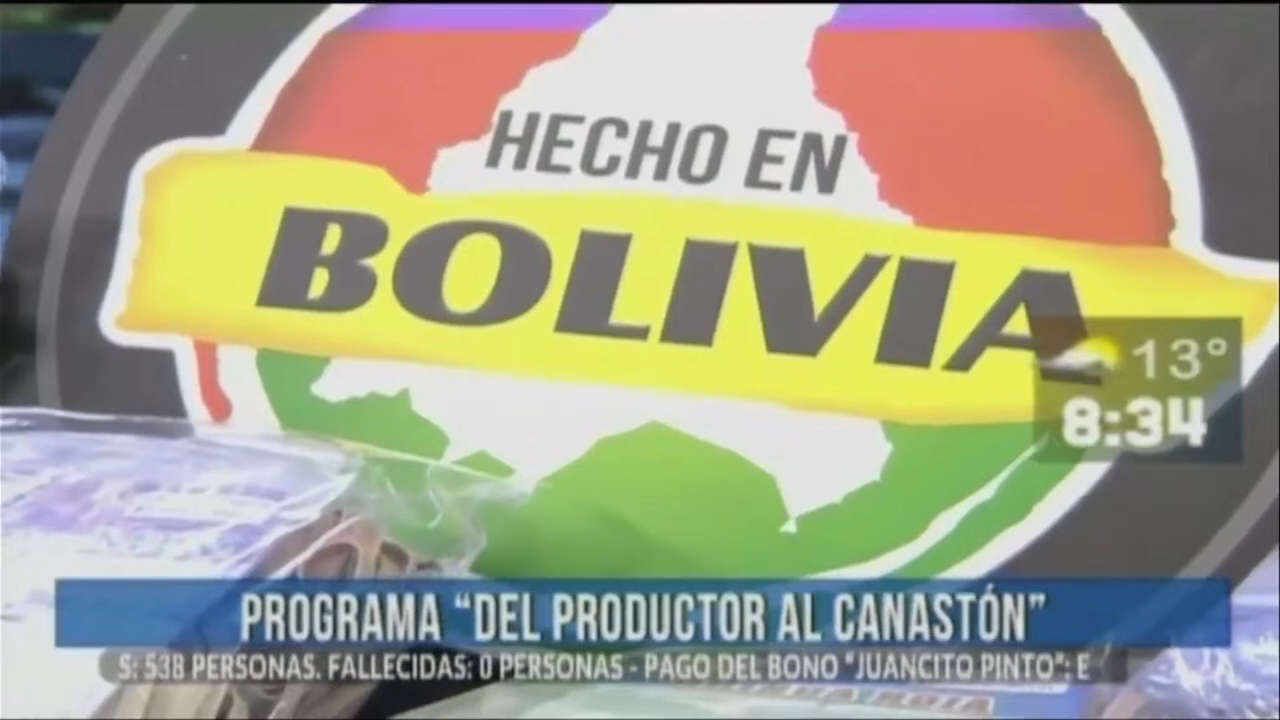 HECHO EN
BOLIVIA
13°
8:34
PROGRAMA “DEL PRODUCTOR AL CANASTÓN”
S: 538 PERSONAS. FALLECIDAS: 0 PERSONAS - PAGO DEL BONO "JUANCITO PINTO": E